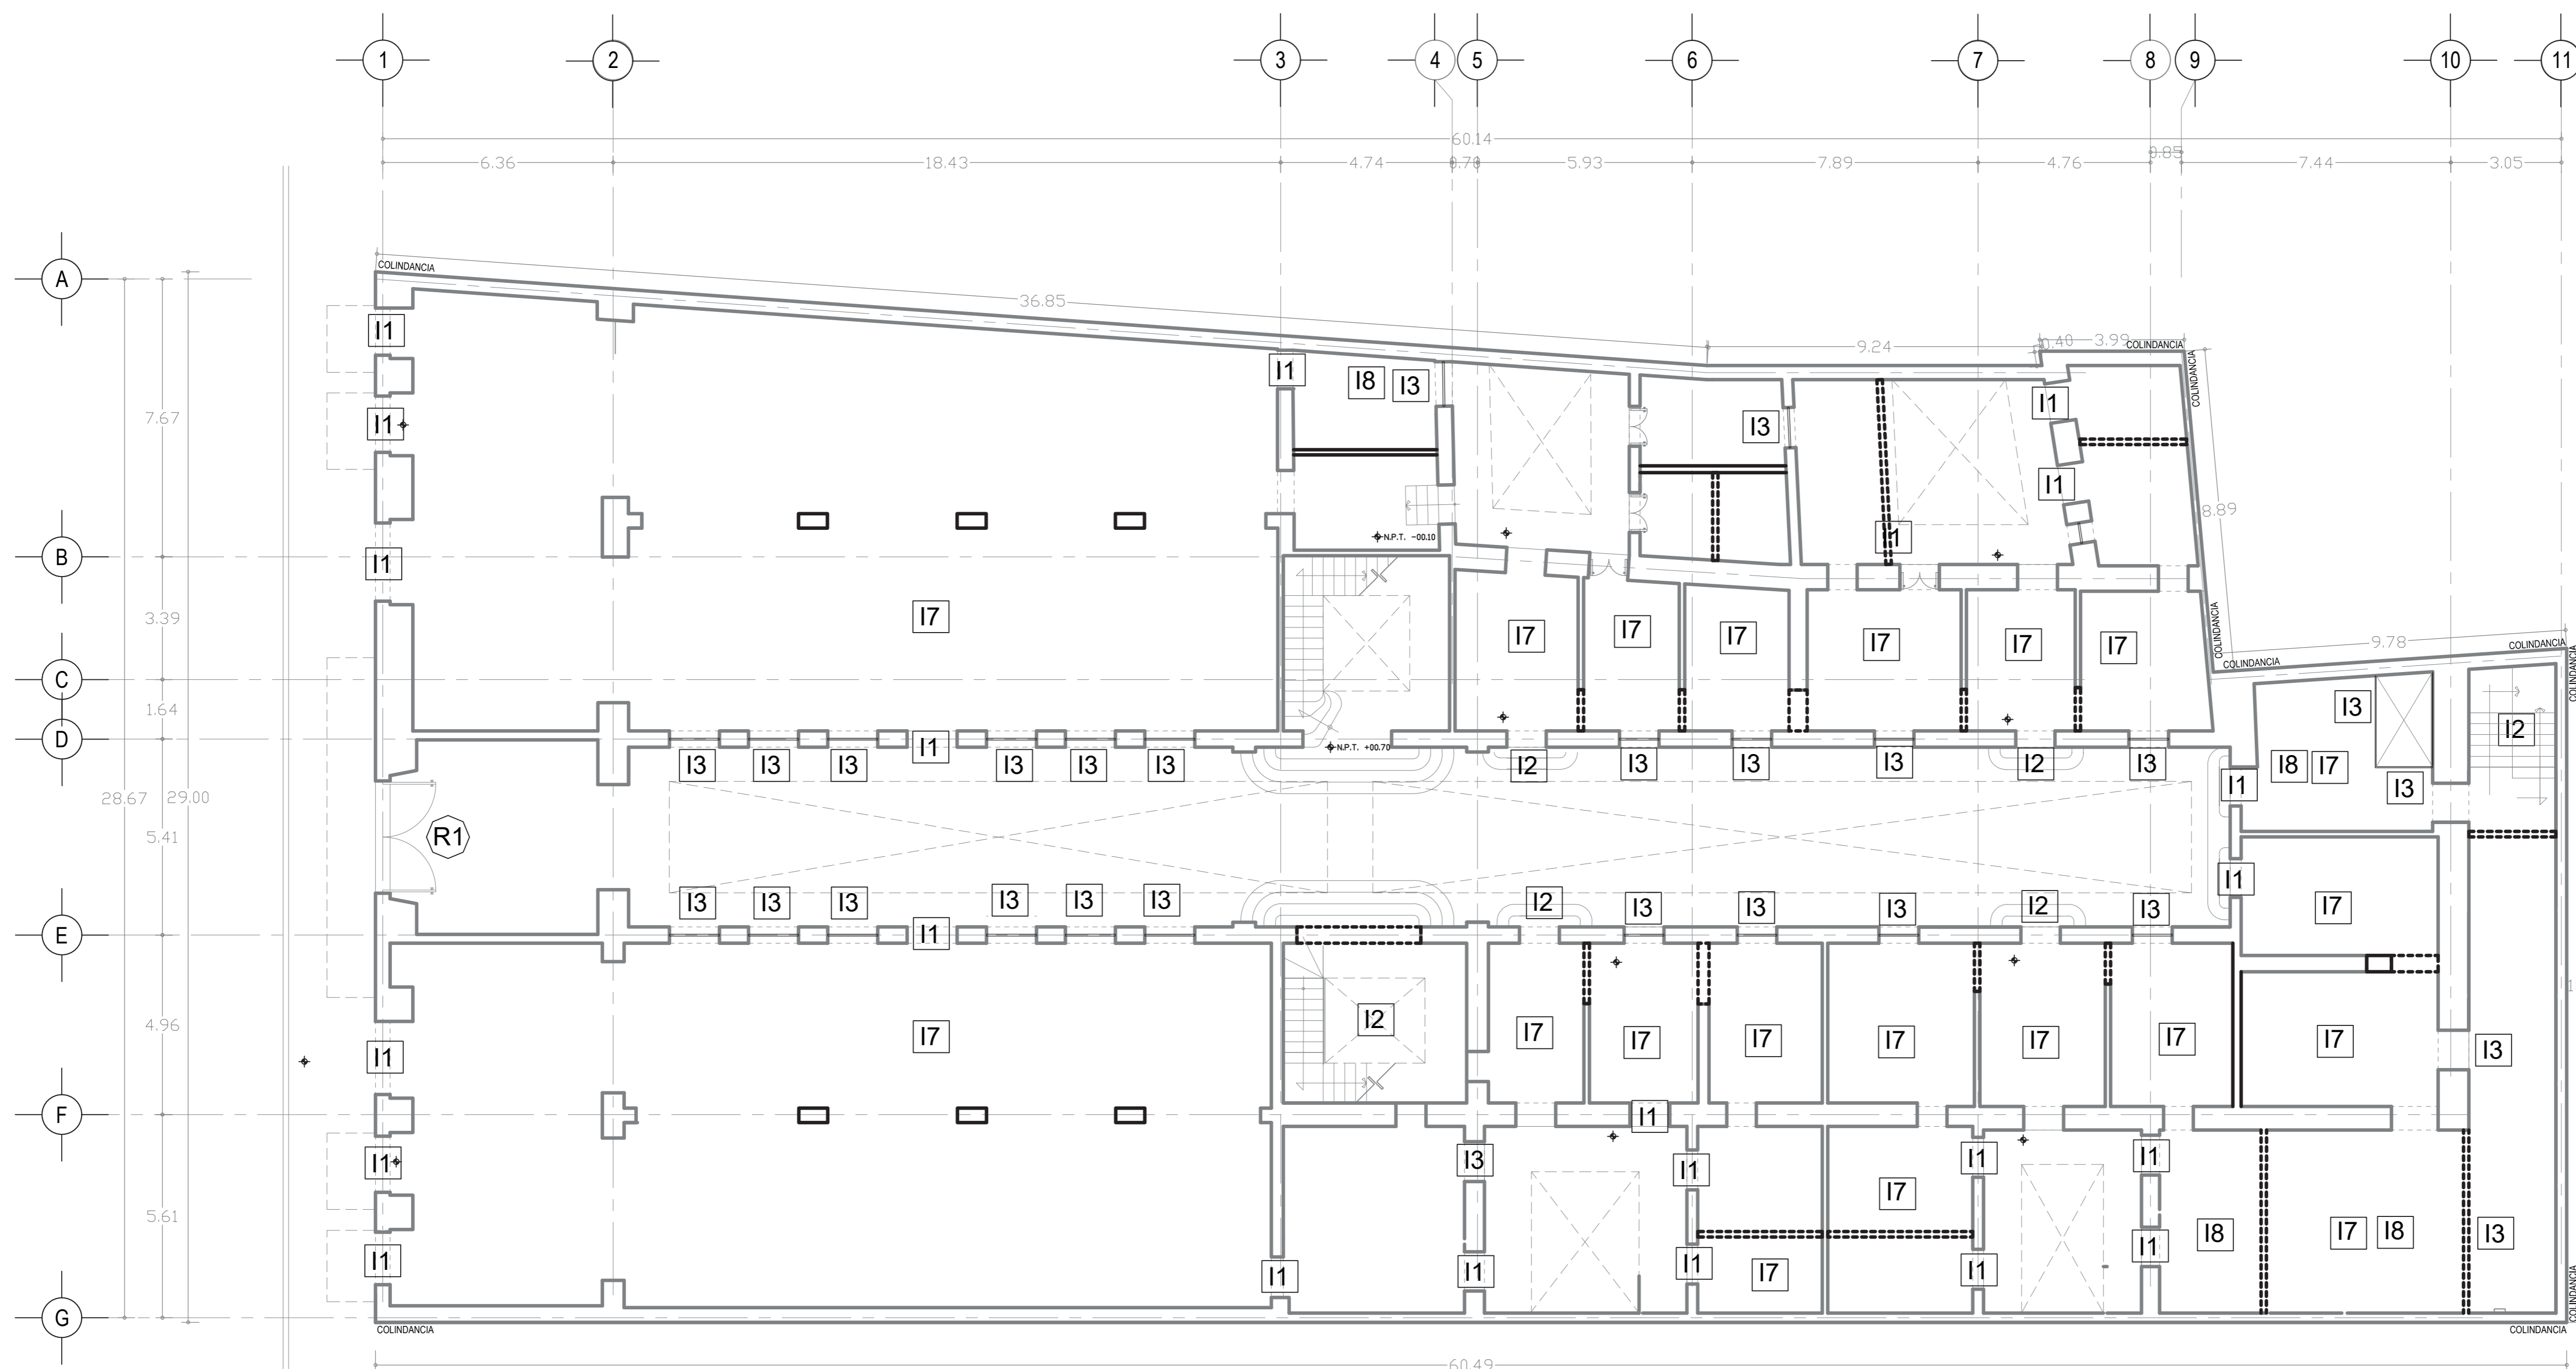 1 2 3 4 5 6 7 8 9 10 11
60.14
6.36 18.43 4.74 0.70 5.93 7.89 4.76 0.85 7.44 3.05
A
COLINDANCIA
36.85
9.24 0.40 3.99
COLINDANCIA
COLINDANCIA
I1
I1 I8 I3
I1
7.67 I1 I3
I1
8.89
N.P.T. -00.10 I1
B I1
3.39 I7 I7 I7 I7 I7 I7 I7
COLINDANCIA
9.78
COLINDANCIA COLINDANCIA
COLINDANCIA
C
1.64
I3 I2
D I1 N.P.T. +00.70
I3 I3 I3 I3 I3 I3 I2 I3 I3 I3 I2 I3 I8 I7
I1 I3
28.67 29.00
5.41 R1
I1
I3 I3 I3 I3 I3 I3 I2 I3 I3 I3 I2 I3 I7
E I1
4.96 I7 I2 I7 I7 I7 I7 I7 I7 I7 I3
I1
F I1
I1 I3 I1 I1 I1
5.61 I7 I8 I7 I8 I3
I1 I1 I1 I1 I7 I1 I1
G
COLINDANCIA
COLINDANCIA COLINDANCIA
60.49